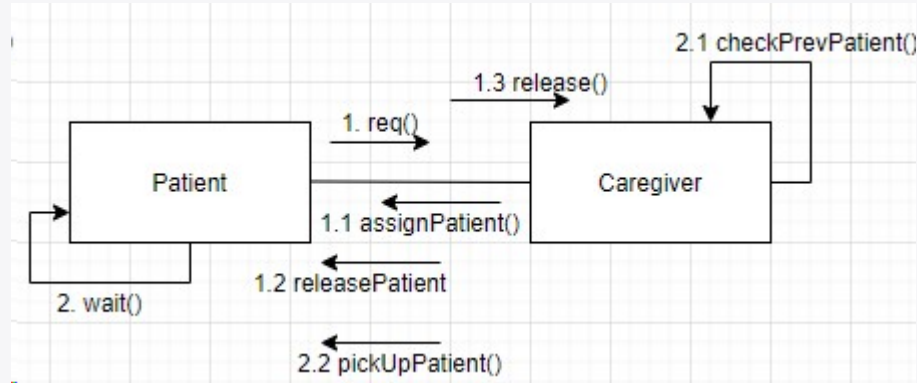 2.1 checkPrevPatient()
1.3 release()
1. req()
Patient
Caregiver
1.1 assignPatient()
1.2 releasePatient
2. wait()
2.2 pickUpPatient()